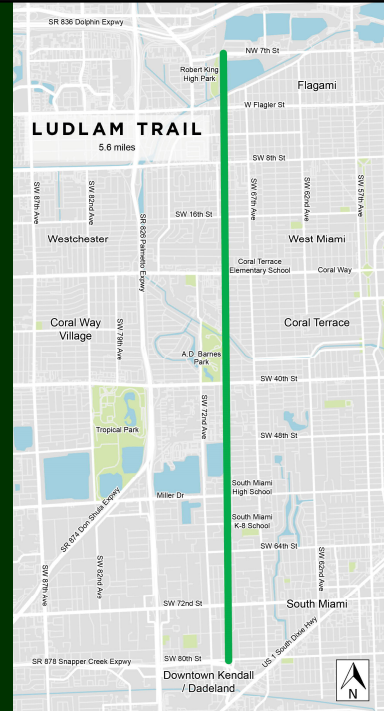 SR 836 Dolphin Expwy
NW 7th St
Robert King
High Park
Flagami
W Flagler St
LUDLAM TRAIL
5.6 miles
SW 8th St
SW 87th Ave
SW 82nd Ave
SR 826 Palmetto Expwy
SW 67th Ave
SW 62nd Ave
SW 57th Ave
SW 16th St
Westchester
West Miami
Coral Terrace
Elementary School
Coral Way
Coral Way
Village
SW 79th Ave
Coral Terrace
A.D. Barnes
Park
SW 40th St
SW 72nd Ave
Tropical Park
SW 48th St
South Miami
High School
Miller Dr
SR 874 Don Shula Expwy
South Miami
K-8 School
SW 64th St
SW 87th Ave
SW 82nd Ave
SW 62nd Ave
SW 72nd St
South Miami
US 1 South Dixie Hwy
SR 878 Snapper Creek Expwy
SW 80th St
Downtown Kendall
/ Dadeland
N